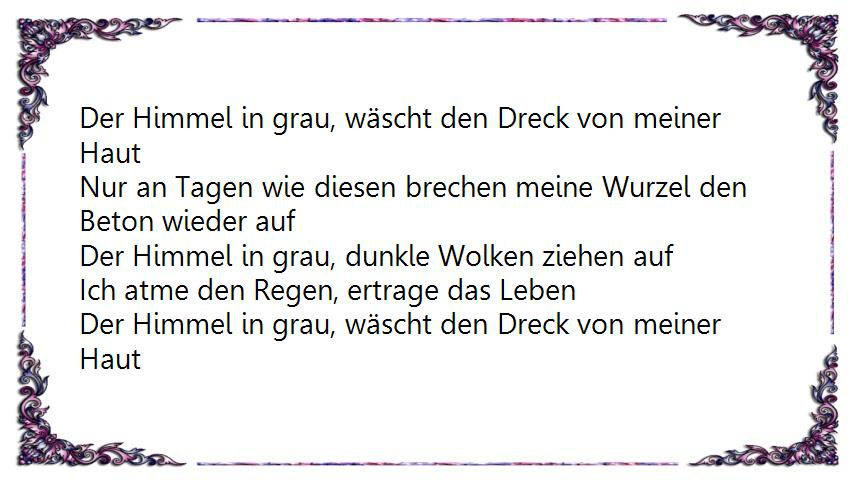 Der Himmel in grau, wäscht den Dreck von meiner
Haut
Nur an Tagen wie diesen brechen meine Wurzel den
Beton wieder auf
Der Himmel in grau, dunkle Wolken ziehen auf
Ich atme den Regen, ertrage das Leben
Der Himmel in grau, wäscht den Dreck von meiner
Haut